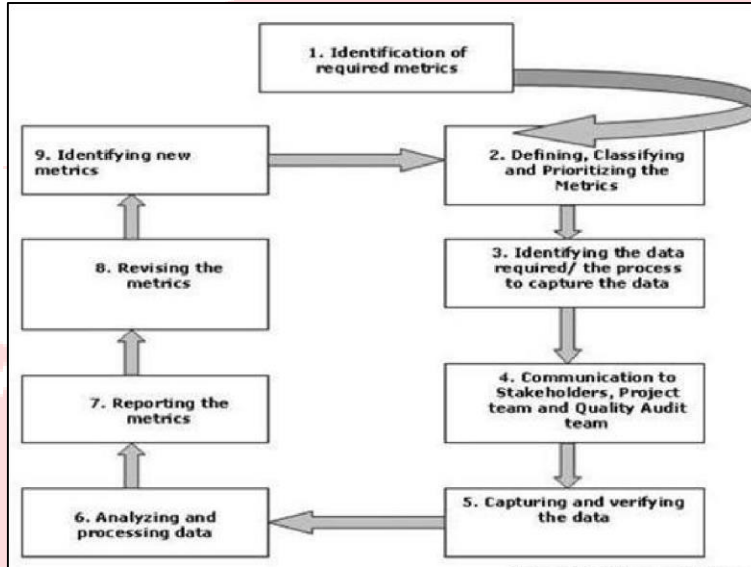 1. Identification of
required metrics
2. Defining, Classifying
and Prioritizing the
Metrics
3. Identifying the data
required/ the process
to capture the data
4. Communication to
Stakeholders, Project
team and Quality Audit
team
5. Capturing and verifying
the data
6. Analyzing and
processing data
7. Reporting the
metrics
8. Revising the
metrics
9. Identifying new
metrics